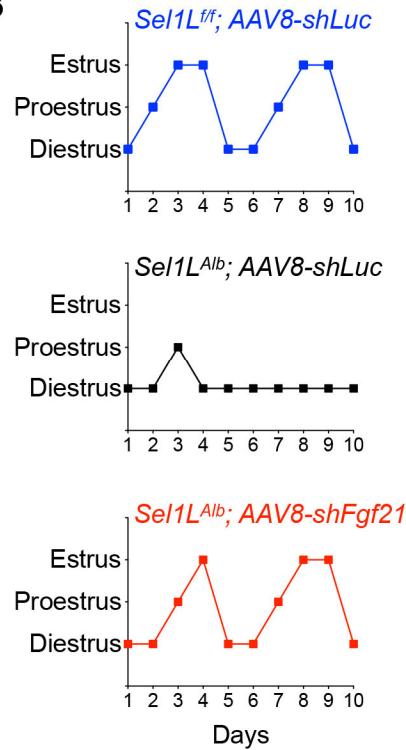 Sel1Lf/f; AAV8-shLuc
Estrus
Proestrus
Diestrus
1 2 3 4 5 6 7 8 9 10
Sel1LAlb; AAV8-shLuc
Estrus
Proestrus
Diestrus
1 2 3 4 5 6 7 8 9 10
Sel1LAlb; AAV8-shFgf21
Estrus
Proestrus
Diestrus
1 2 3 4 5 6 7 8 9 10
Days